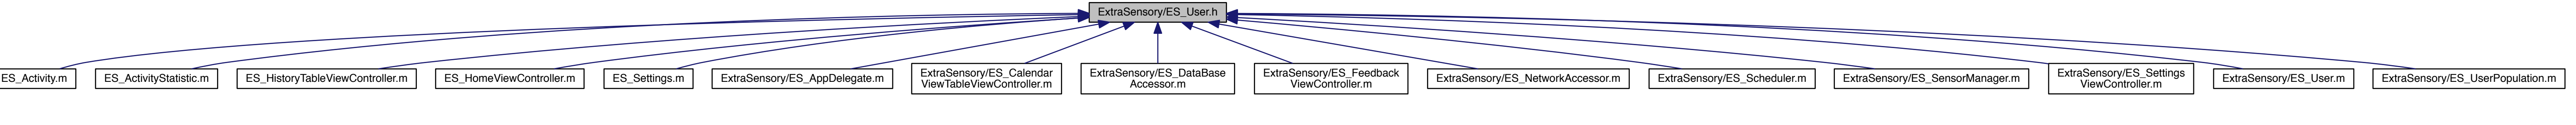 ExtraSensory/ES_User.h
ES_Activity.m
ES_ActivityStatistic.m
ES_HistoryTableViewController.m
ES_HomeViewController.m
ES_Settings.m
ExtraSensory/ES_AppDelegate.m
ExtraSensory/ES_Calendar
ViewTableViewController.m
ExtraSensory/ES_DataBase
Accessor.m
ExtraSensory/ES_Feedback
ViewController.m
ExtraSensory/ES_NetworkAccessor.m
ExtraSensory/ES_Scheduler.m
ExtraSensory/ES_SensorManager.m
ExtraSensory/ES_Settings
ViewController.m
ExtraSensory/ES_User.m
ExtraSensory/ES_UserPopulation.m